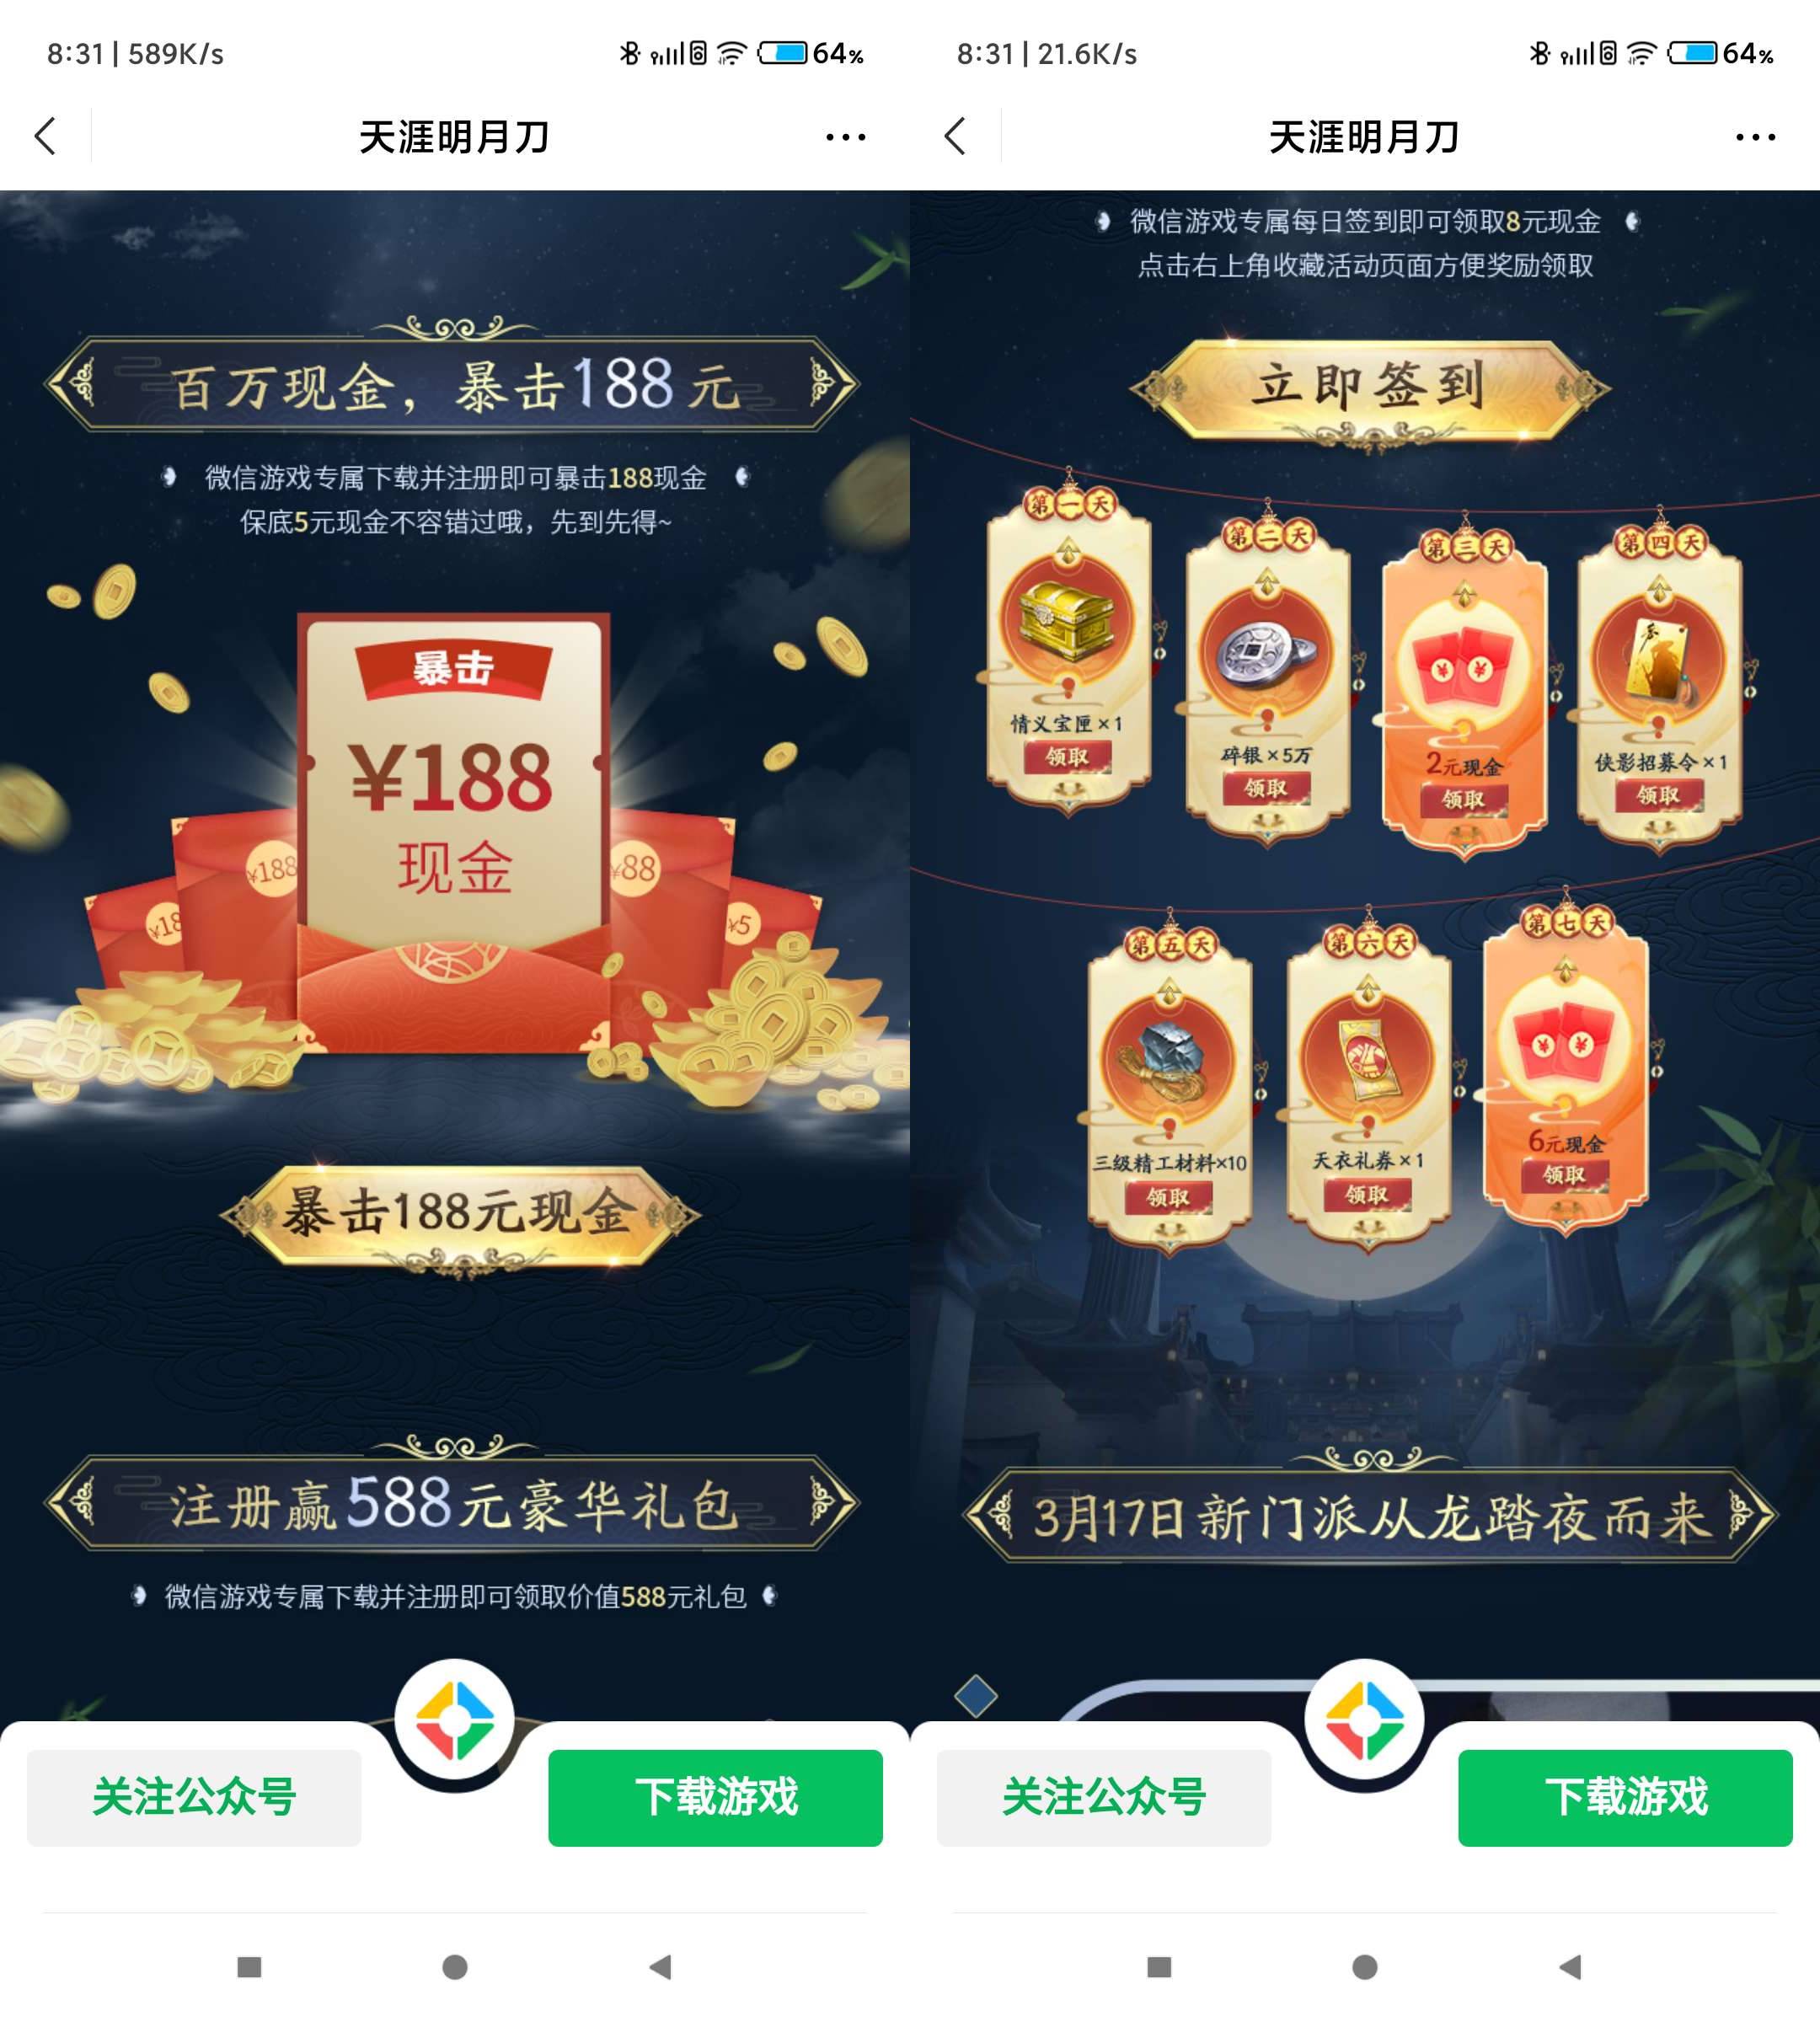 8:31 | 589K/s
64%
天涯明月刀
百万现金，暴击188元
微信游戏专属下载并注册即可暴击188现金
保底5元现金不容错过哦，先到先得~
暴击
¥188
现金
¥188
¥88
¥18
¥5
暴击188元现金
注册赢588元豪华礼包
微信游戏专属下载并注册即可领取价值588元礼包
关注公众号
下载游戏
8:31 | 21.6K/s
64%
天涯明月刀
微信游戏专属每日签到即可领取8元现金
点击右上角收藏活动页面方便奖励领取
立即签到
第一天
情义宝匣×1
领取
第二天
碎银×5万
领取
第三天
2元现金
领取
第四天
侠影招募令×1
领取
第五天
三级精工材料×10
领取
第六天
天衣礼券×1
领取
第七天
6元现金
领取
3月17日新门派从龙踏夜而来
关注公众号
下载游戏